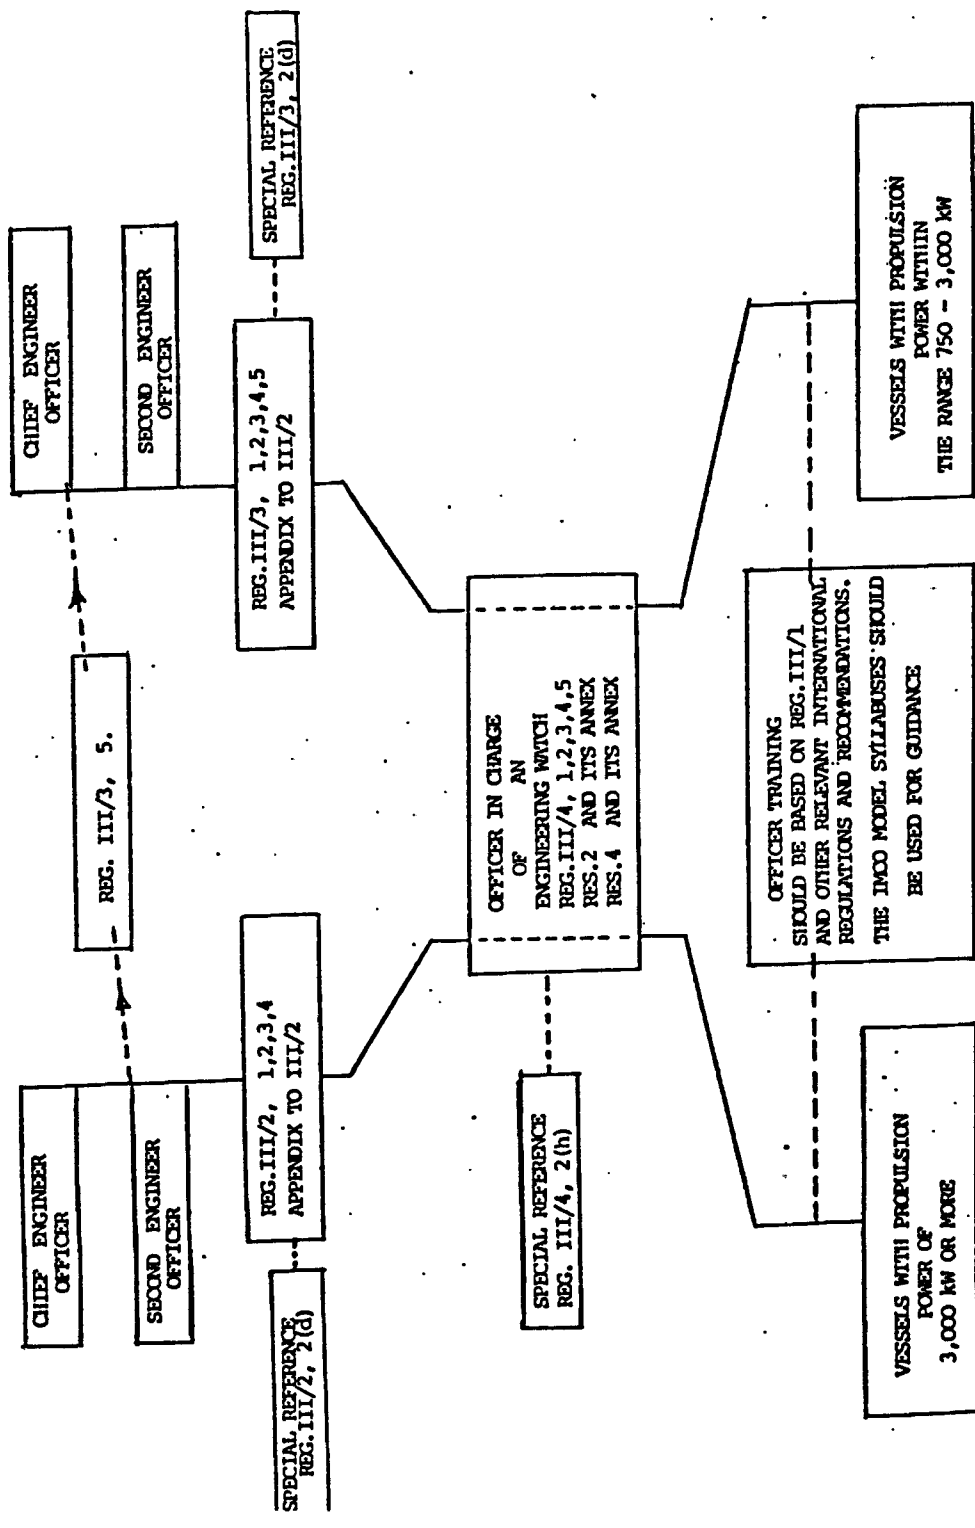 CHIEF ENGINEER
OFFICER
SECOND ENGINEER
OFFICER
REG. III/3, 5.
CHIEF ENGINEER
OFFICER
SECOND ENGINEER
OFFICER
SPECIAL REFERENCE
REG.III/2, 2(d)
REG.III/2, 1,2,3,4
APPENDIX TO III/2
REG.III/3, 1,2,3,4,5
APPENDIX TO III/2
SPECIAL REFERENCE
REG.III/3, 2(d)
SPECIAL REFERENCE
REG. III/4, 2(h)
OFFICER IN CHARGE
OF AN
ENGINEERING WATCH
REG.III/4, 1,2,3,4,5
RES.2 AND ITS ANNEX
RES.4 AND ITS ANNEX
VESSELS WITH PROPULSION
POWER OF
3,000 kW OR MORE
OFFICER TRAINING
SHOULD BE BASED ON REG.III/1
AND OTHER RELEVANT INTERNATIONAL
REGULATIONS AND RECOMMENDATIONS.
THE IMCO MODEL SYLLABUSES SHOULD
BE USED FOR GUIDANCE
VESSELS WITH PROPULSION
POWER WITHIN
THE RANGE 750 - 3,000 kW